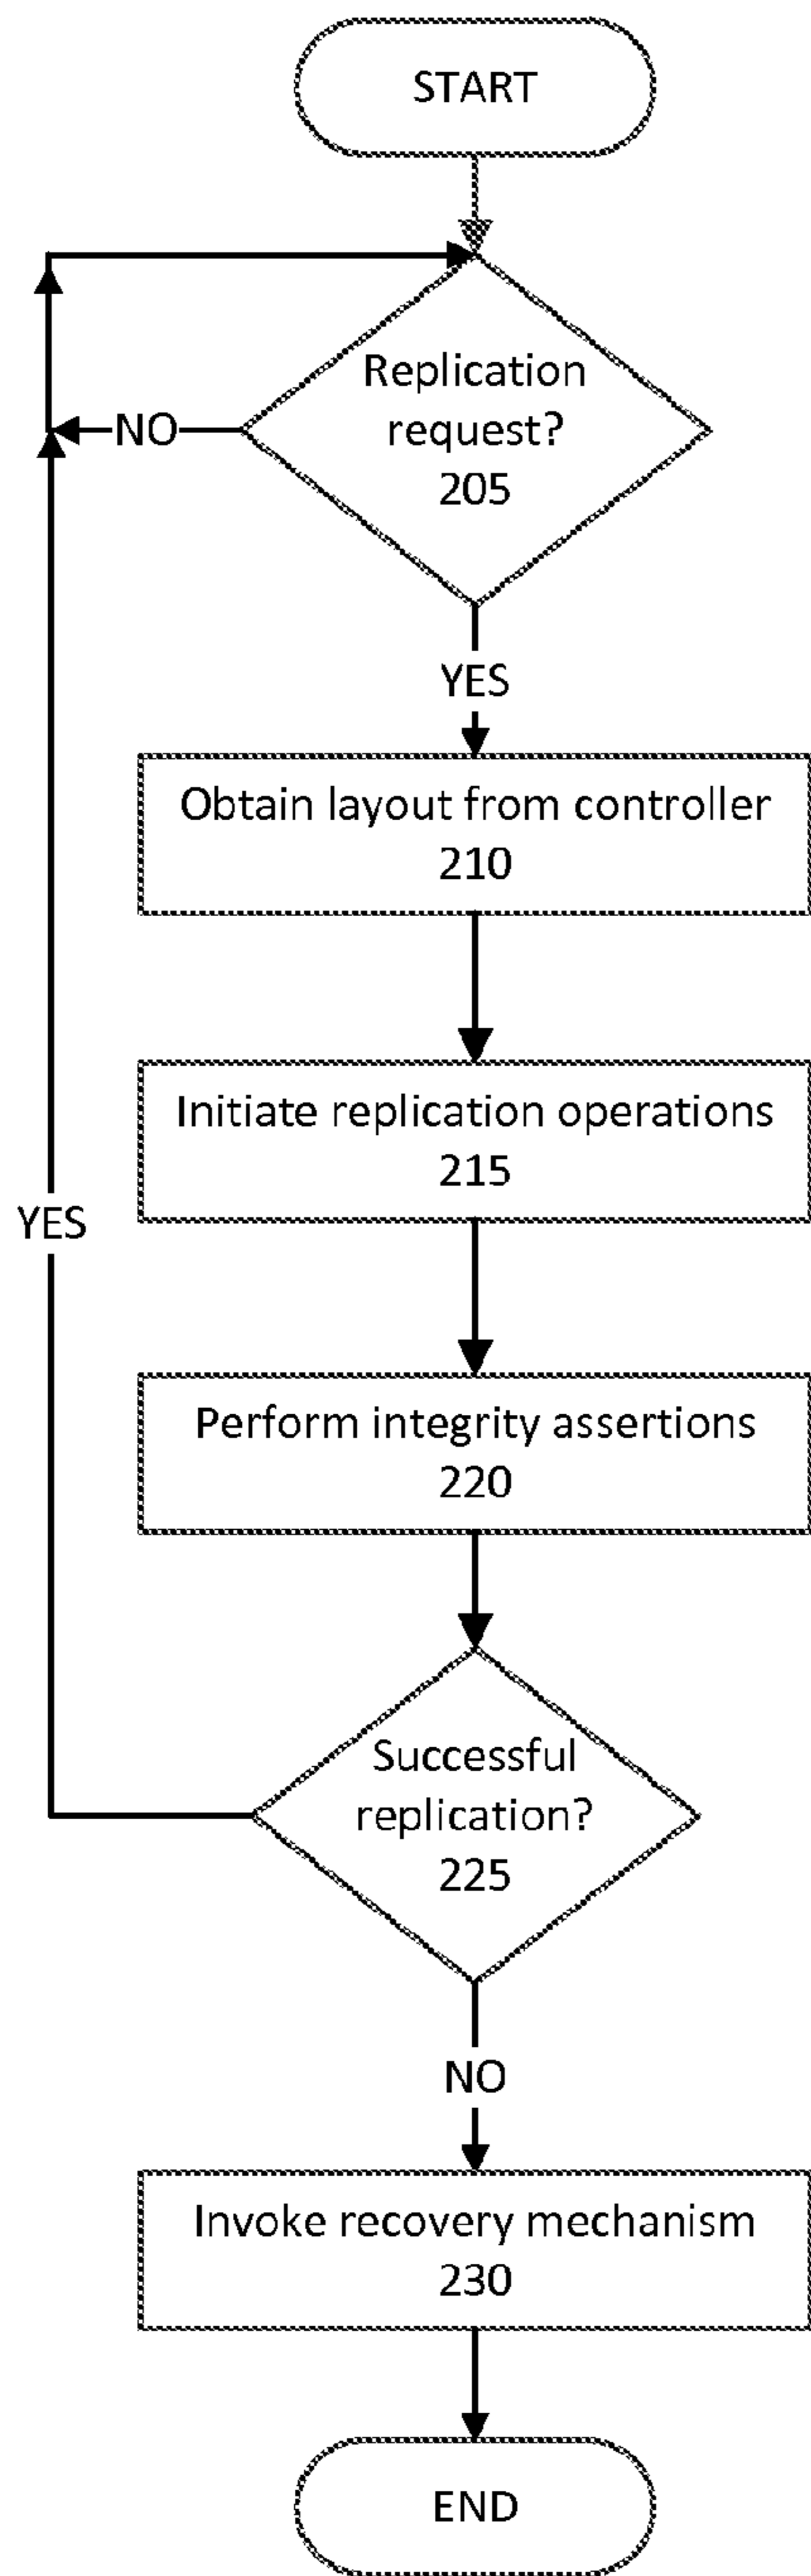 START
Replication
request?
205
NO
YES
Obtain layout from controller
210
Initiate replication operations
215
YES
Perform integrity assertions
220
Successful
replication?
225
NO
Invoke recovery mechanism
230
END